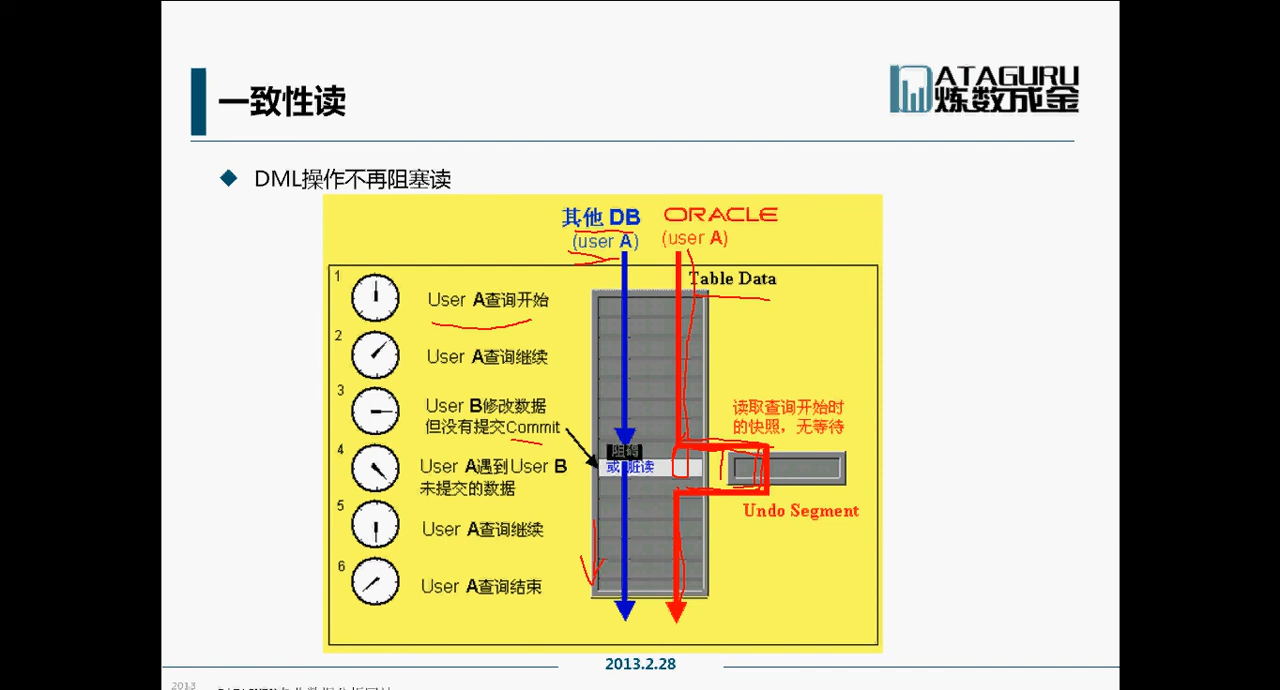 ATAGURU
炼数成金
一致性读
DML操作不再阻塞读
其他 DB
(user A)
ORACLE
(user A)
Table Data
1
User A查询开始
2
User A查询继续
3
User B修改数据
但没有提交Commit
读取查询开始时
的快照，无等待
4
User A遇到User B
未提交的数据
阻碍
或 脏读
Undo Segment
5
User A查询继续
6
User A查询结束
2013.2.28
2013